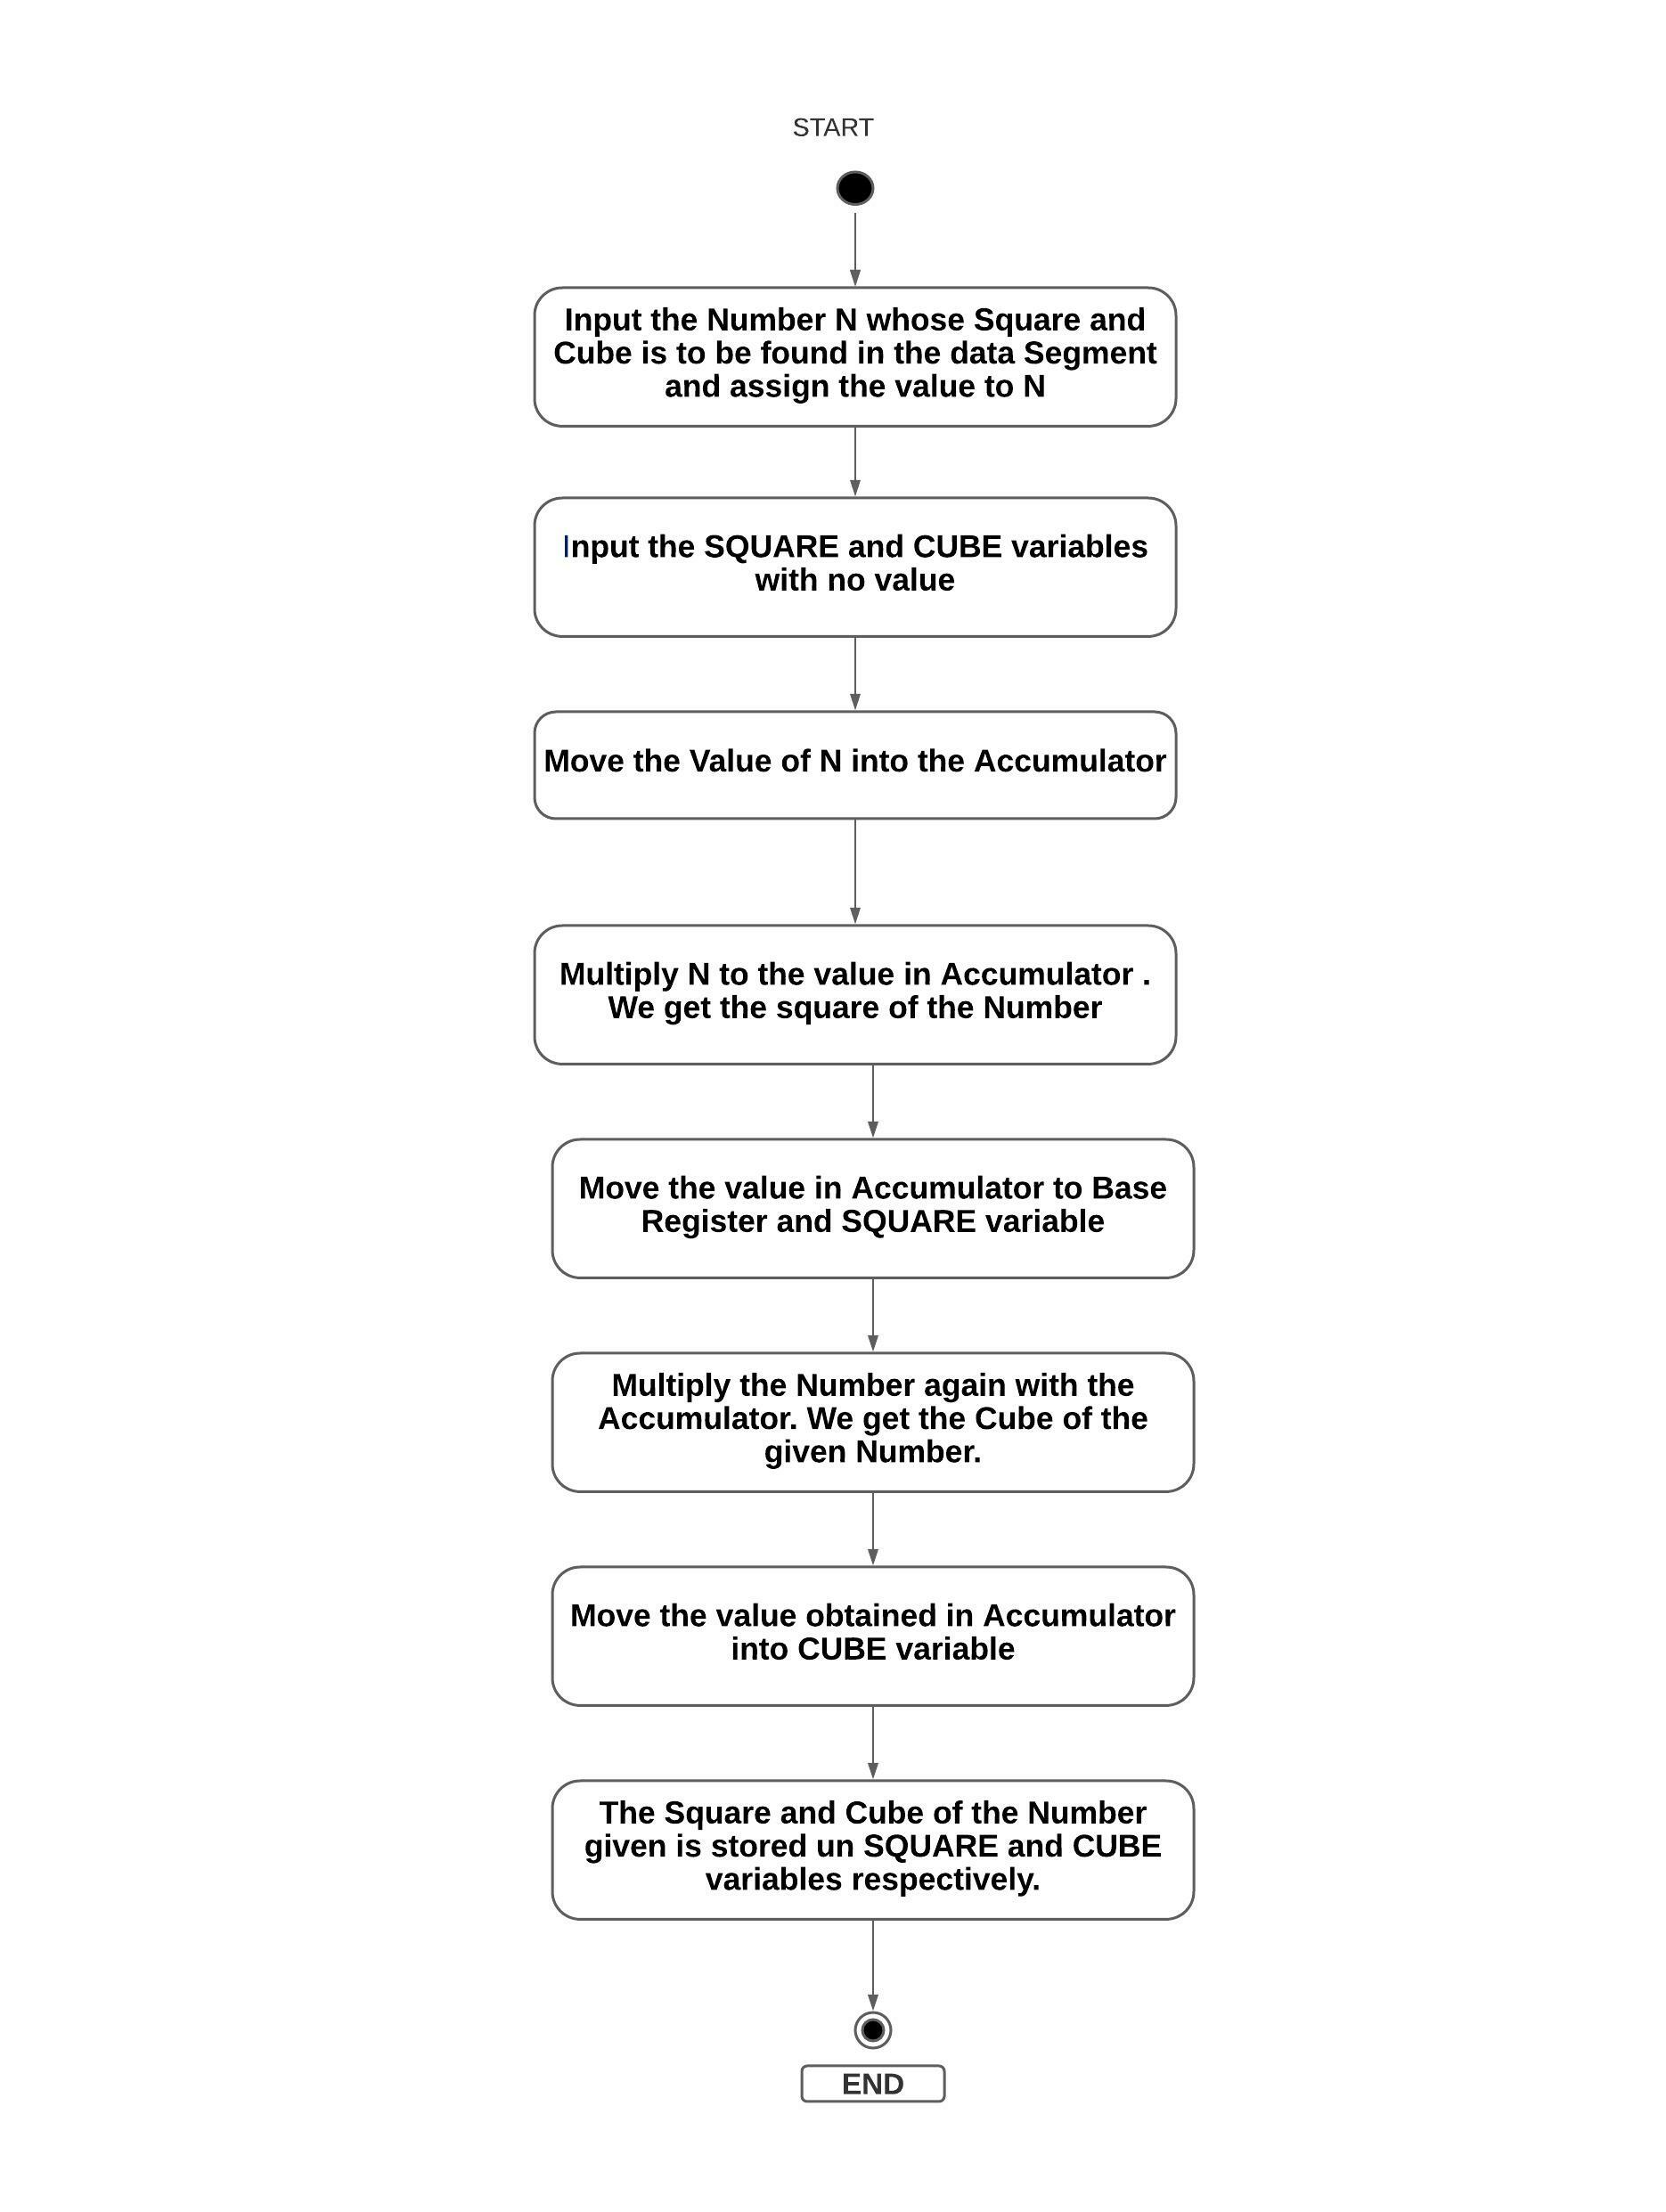 START
Input the Number N whose Square and
Cube is to be found in the data Segment
and assign the value to N
Input the SQUARE and CUBE variables
with no value
Move the Value of N into the Accumulator
Multiply N to the value in Accumulator .
We get the square of the Number
Move the value in Accumulator to Base
Register and SQUARE variable
Multiply the Number again with the
Accumulator. We get the Cube of the
given Number.
Move the value obtained in Accumulator
into CUBE variable
The Square and Cube of the Number
given is stored un SQUARE and CUBE
variables respectively.
END